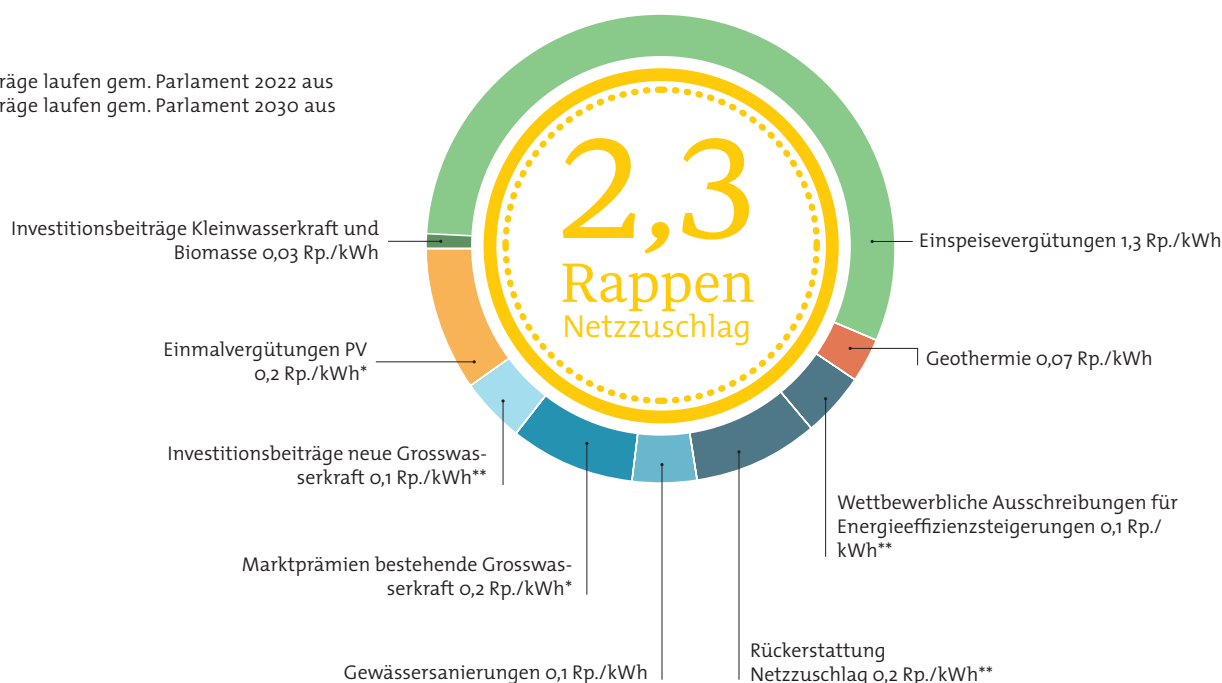 räge laufen gem. Parlament 2022 aus
räge laufen gem. Parlament 2030 aus
2,3
Rappen
Netzzuschlag
Investitionsbeiträge Kleinwasserkraft und
Biomasse 0,03 Rp./kWh
Einspeisevergütungen 1,3 Rp./kWh
Einmalvergütungen PV
0,2 Rp./kWh*
Geothermie 0,07 Rp./kWh
Investitionsbeiträge neue Grosswas-
serkraft 0,1 Rp./kWh**
Wettbewerbliche Ausschreibungen für
Energieeffizienzsteigerungen 0,1 Rp./
kWh**
Marktprämien bestehende Grosswas-
serkraft 0,2 Rp./kWh*
Gewässersanierungen 0,1 Rp./kWh
Rückerstattung
Netzzuschlag 0,2 Rp./kWh**